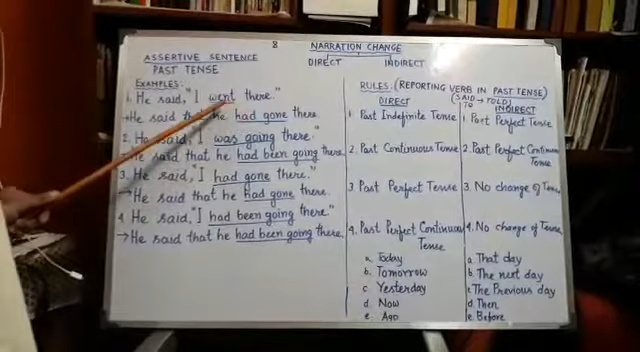 8
NARRATION CHANGE
ASSERTIVE SENTENCE
DIRECT INDIRECT
PAST TENSE
EXAMPLES:
1. He said, "I went there."
→He said that he had gone there.
2. He said, "I was going there."
He said that he had been going there.
3. He said, "I had gone there."
→He said that he had gone there.
4. He said, "I had been going there."
→He said that he had been going there.
RULES: (REPORTING VERB IN PAST TENSE)
(SAID → TOLD)
TO
DIRECT
1. Past Indefinite Tense
2. Past Continuous Tense
3 Past Perfect Tense
4. Past Perfect Continuous
Tense
a. Today
b. Tomorrow
c Yesterday
d. Now
e Ago
INDIRECT
1. Past Perfect Tense
2. Past Perfect Continuous
Tense
3. No change of Tense
4. No change of Tense
a That day
b The next day
c The Previous day
d Then
e Before